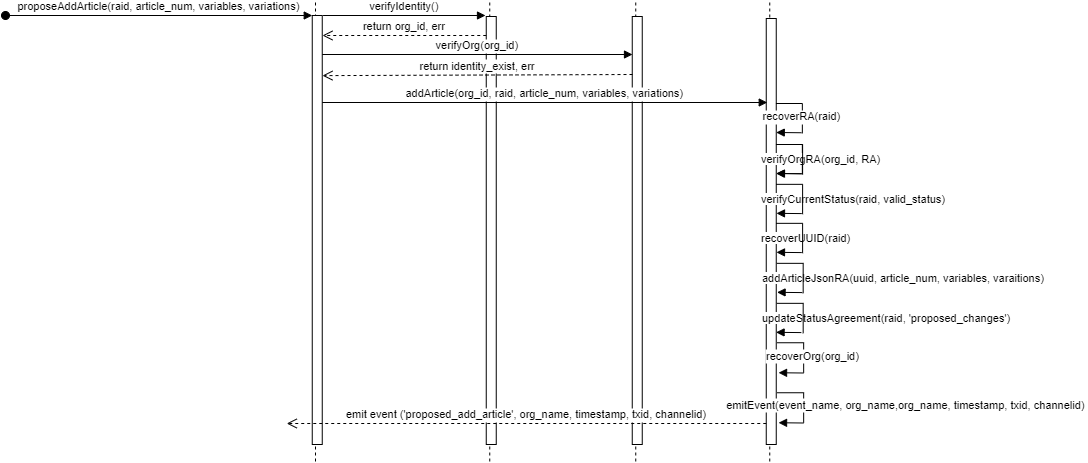 proposeAddArticle(raid, article_num, variables, variations)
verifyIdentity()
return org_id, err
verifyOrg(org_id)
return identity_exist, err
addArticle(org_id, raid, article_num, variables, variations)
recoverRA(raid)
verifyOrgRA(org_id, RA)
verifyCurrentStatus(raid, valid_status)
recoverUUID(raid)
addArticleJsonRA(uuid, article_num, variables, varaitions)
updateStatusAgreement(raid, 'proposed_changes')
recoverOrg(org_id)
emitEvent(event_name, org_name,org_name, timestamp, txid, channelid)
emit event ('proposed_add_article', org_name, timestamp, txid, channelid)